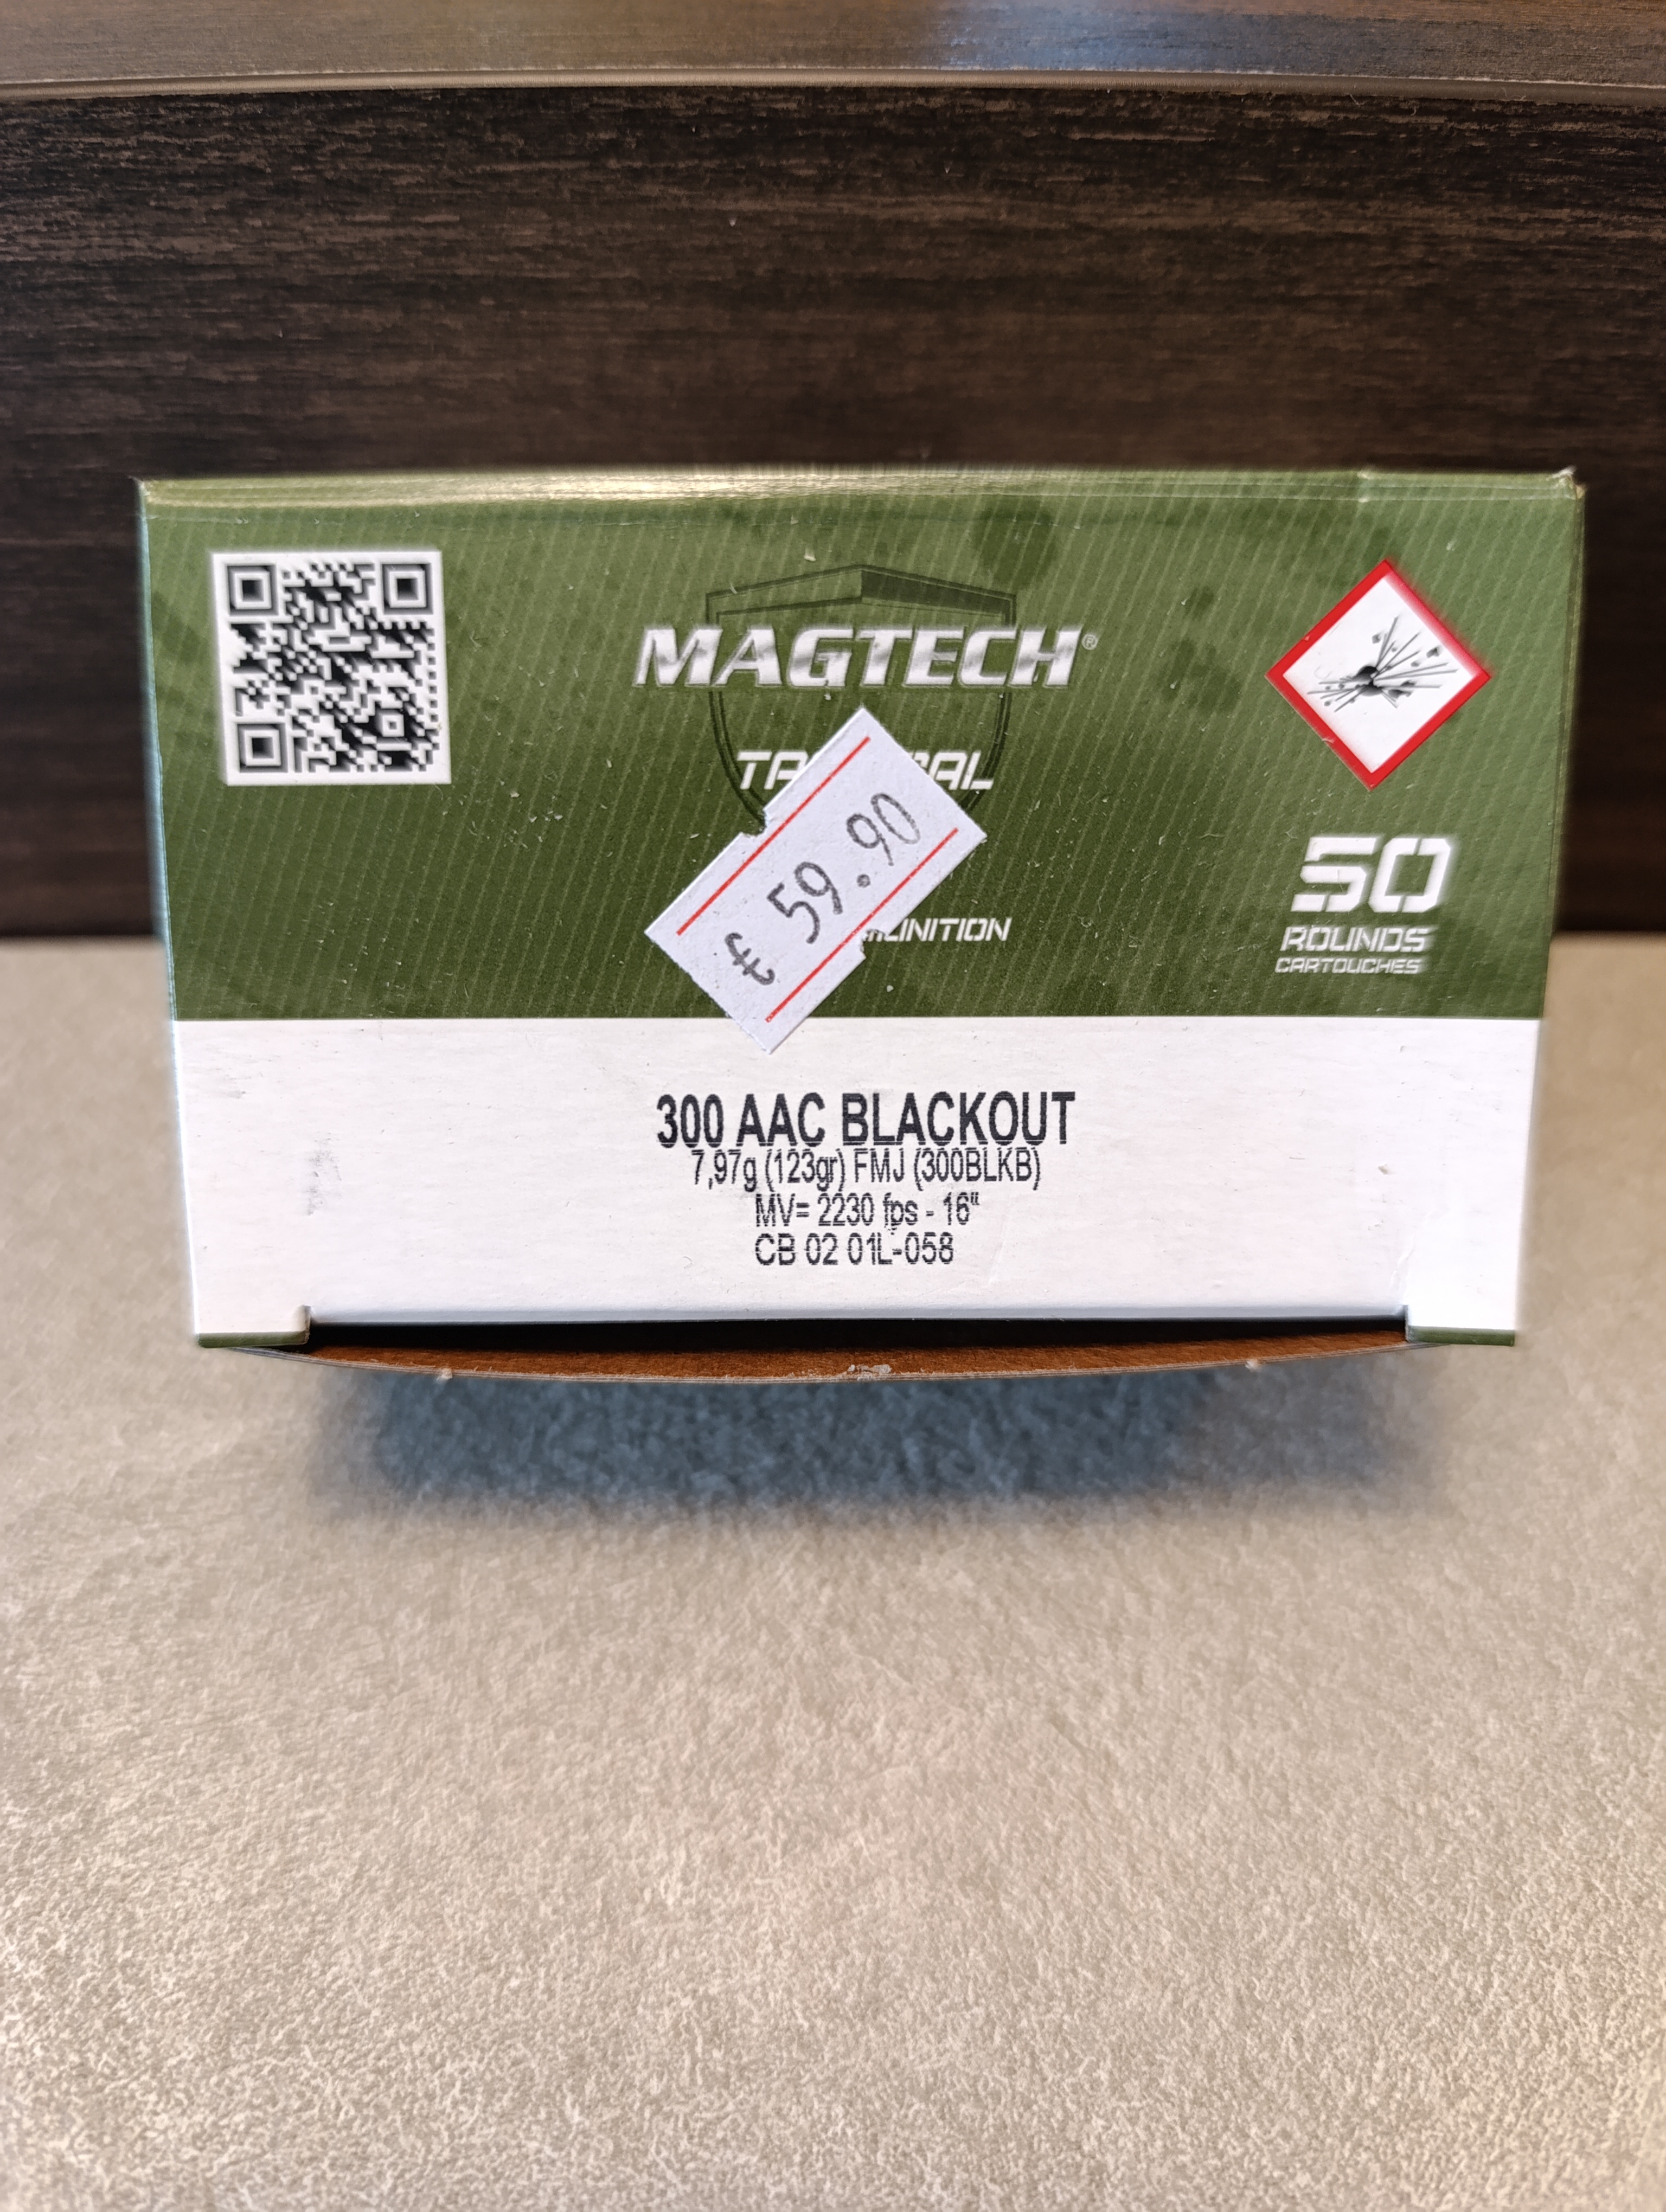 MAGTECH®
€ 59.90
50
ROUNDS
CARTOUCHES
300 AAC BLACKOUT
7,97g (123gr) FMJ (300BLKB)
MV= 2230 fps - 16"
CB 02 01L-058